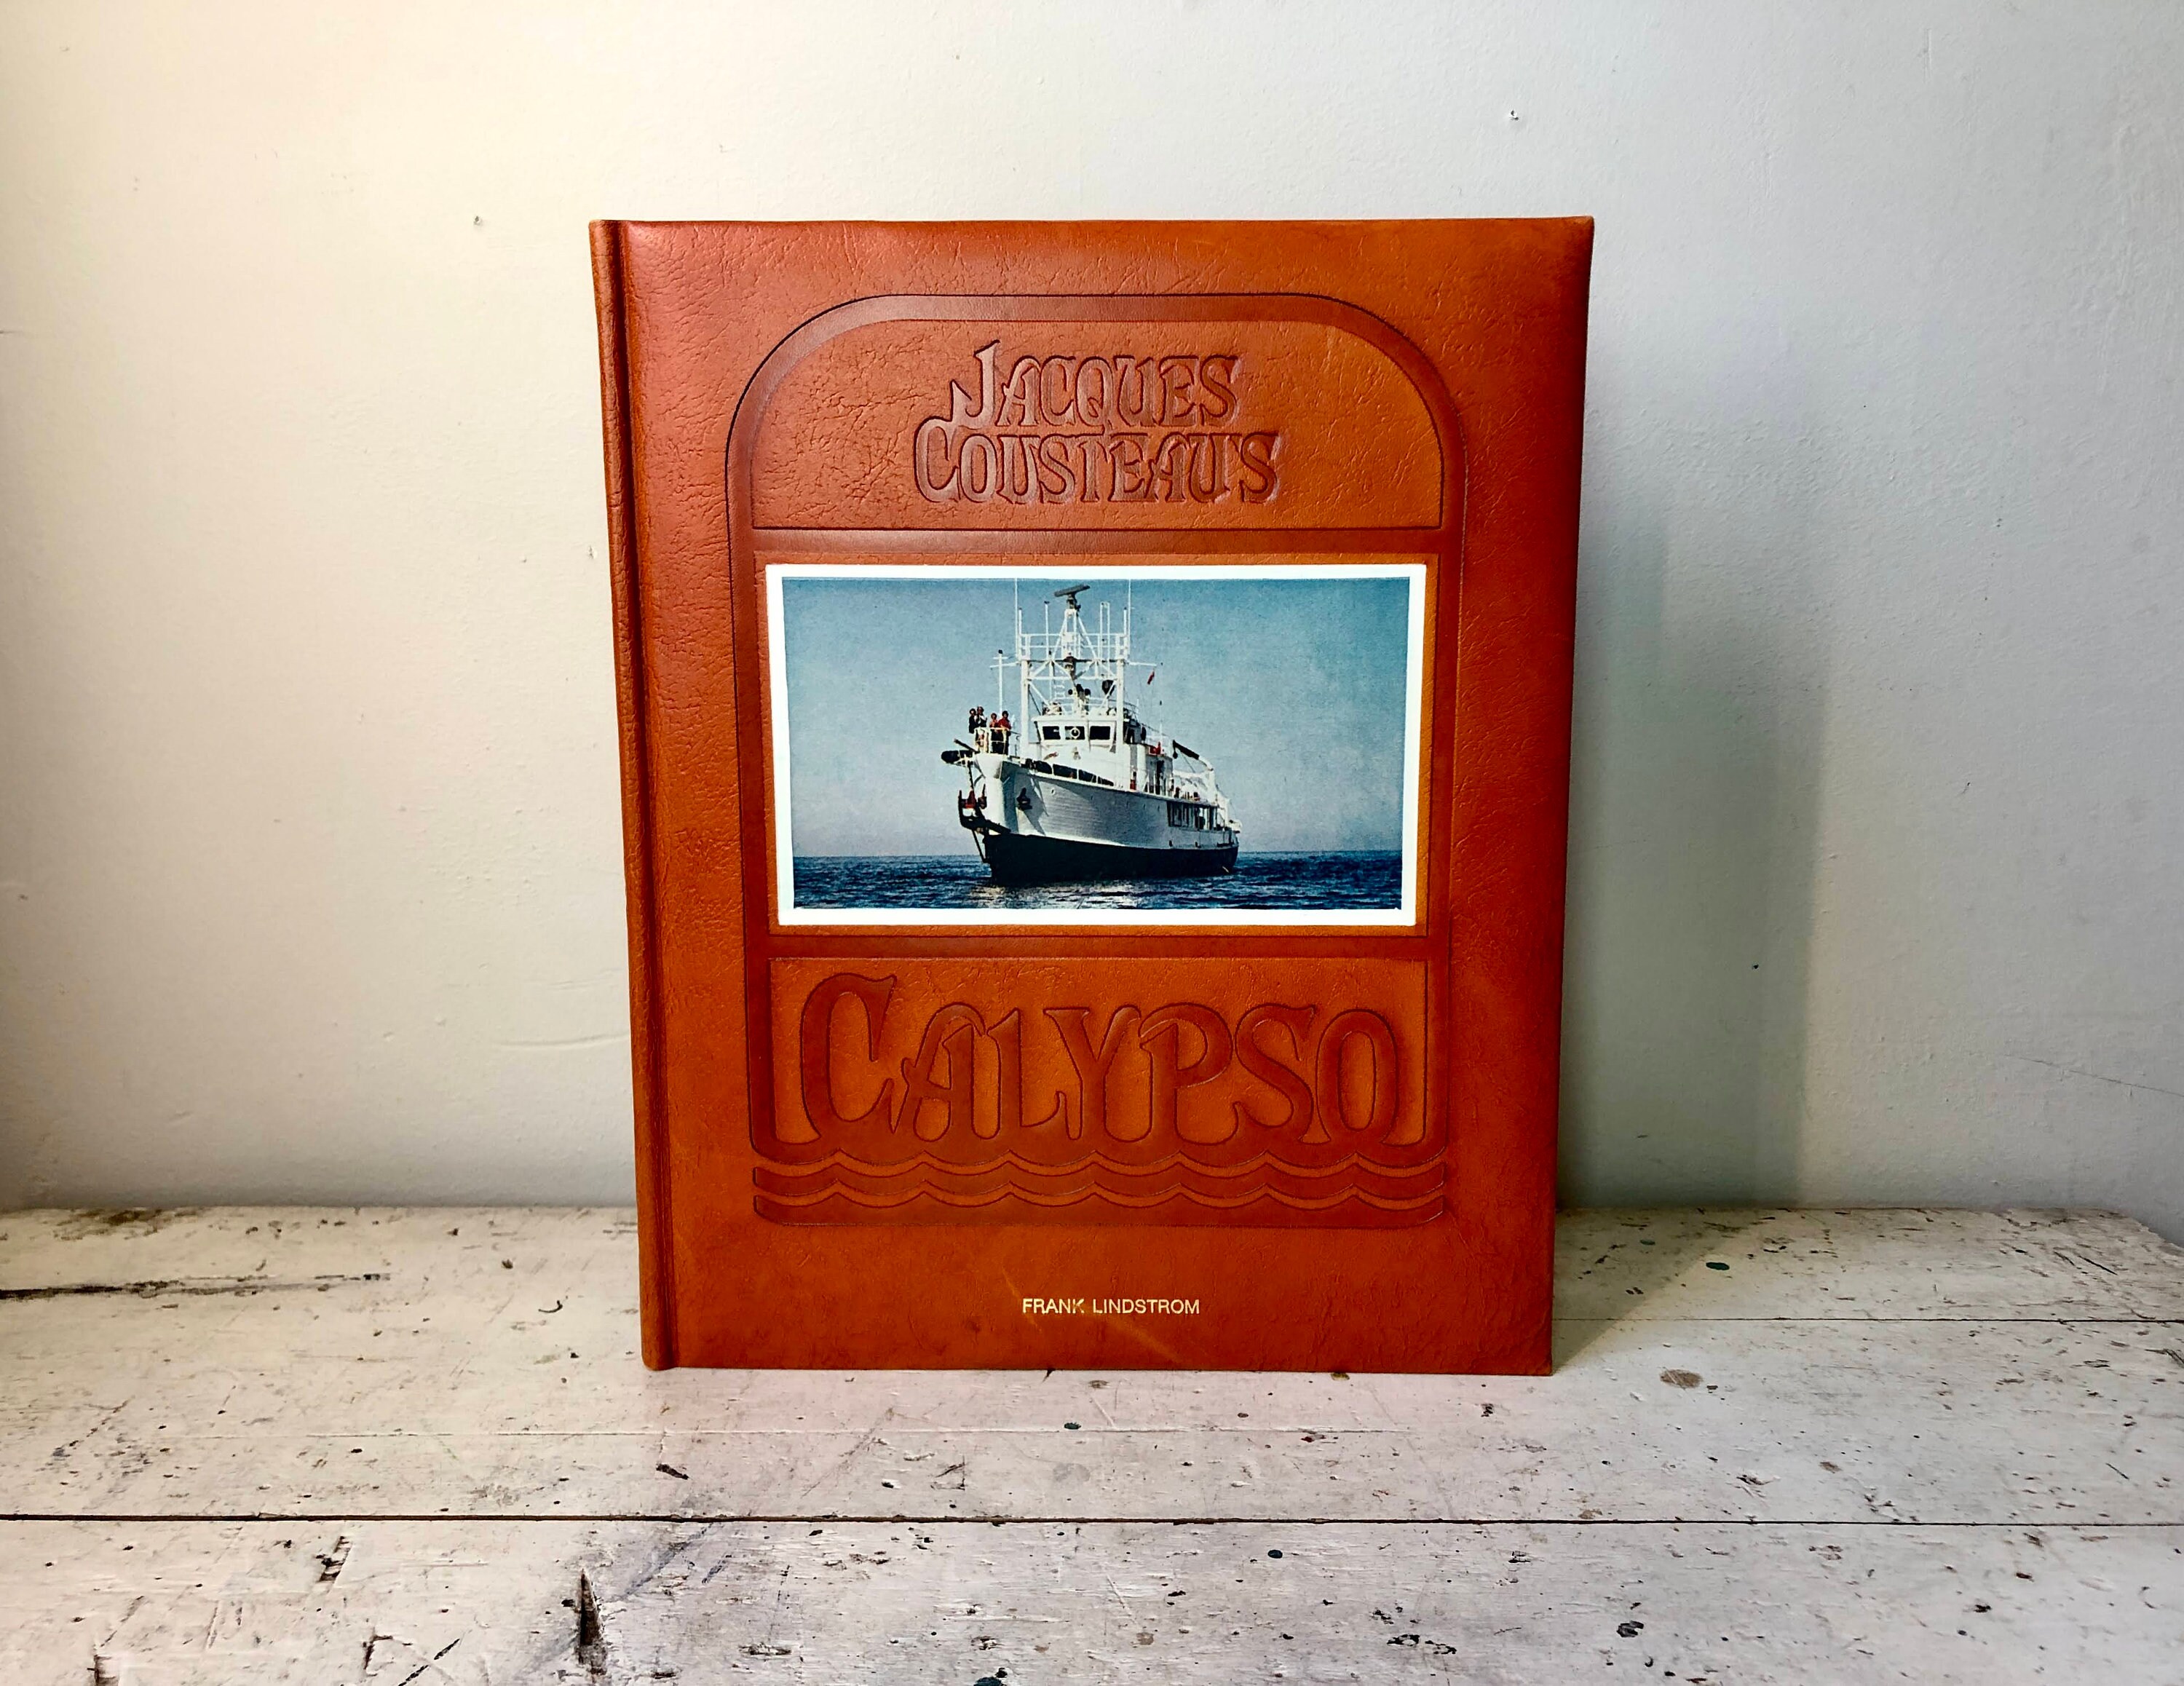 JACQUES
COUSTEAU'S
CALYPSO
FRANK LINDSTROM